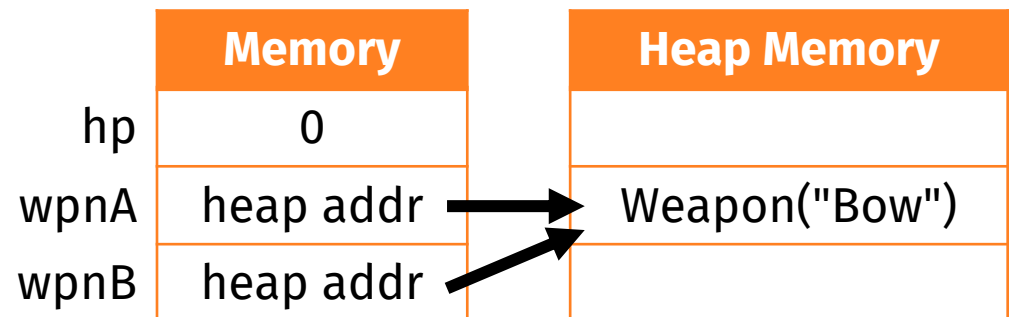 Memory Heap Memory
hp 0
wpnA heap addr Weapon("Bow")
wpnB heap addr